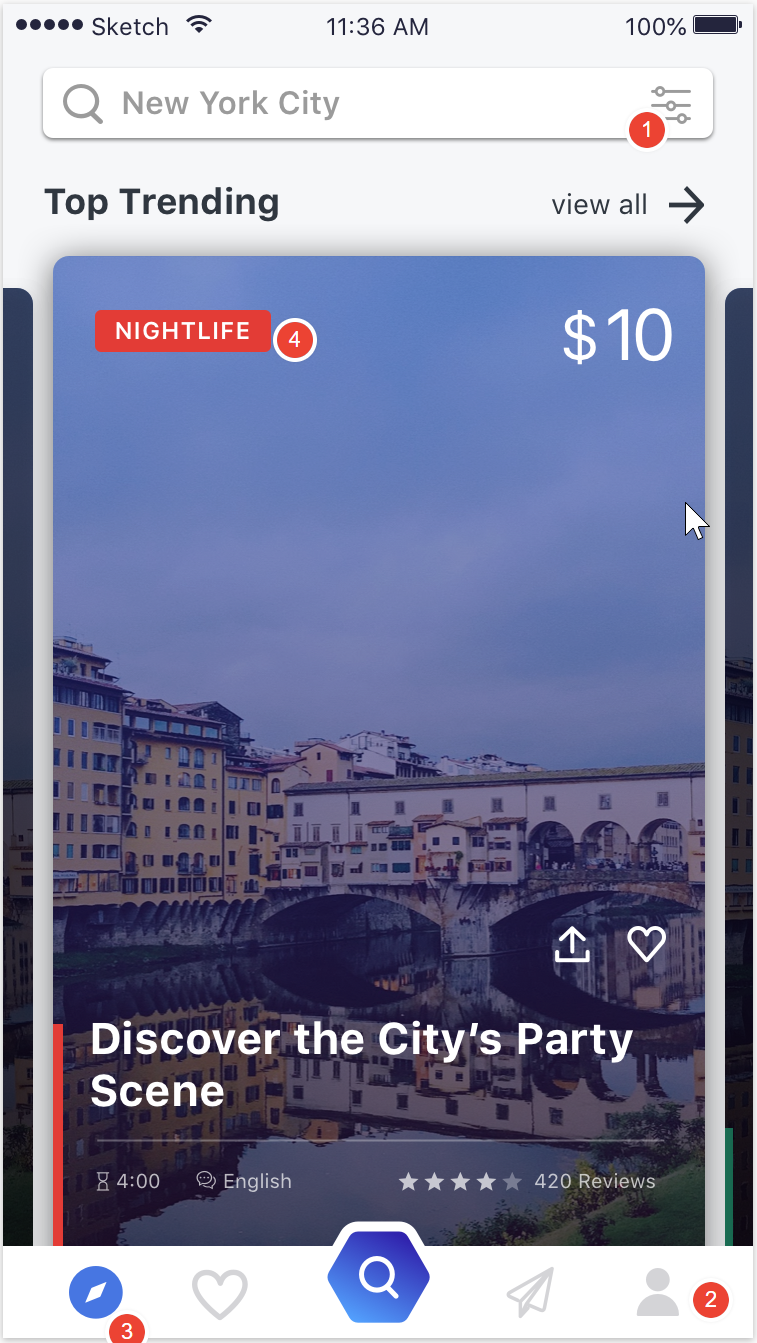 Sketch 11:36 AM 100%
New York City
1
Top Trending view all
NIGHTLIFE 4 $10
Discover the City’s Party
Scene
4:00 English 420 Reviews
2
3